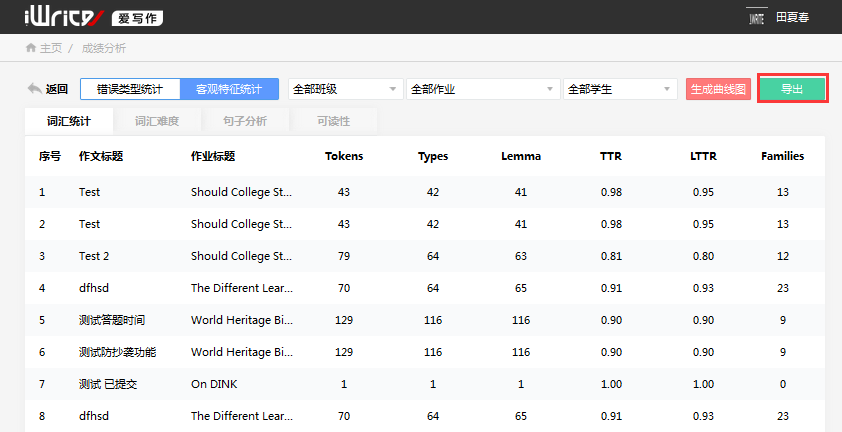 iWrite 爱写作 iWRITE 田夏春
主页 / 成绩分析
返回 错误类型统计 客观特征统计 全部班级 全部作业 全部学生 生成曲线图 导出
词汇统计 词汇难度 句子分析 可读性
序号 作文标题 作业标题 Tokens Types Lemma TTR LTTR Families
1 Test Should College St... 43 42 41 0.98 0.95 13
2 Test Should College St... 43 42 41 0.98 0.95 13
3 Test 2 Should College St... 79 64 63 0.81 0.80 12
4 dfhsd The Different Lear... 70 64 65 0.91 0.93 23
5 测试答题时间 World Heritage Bi... 129 116 116 0.90 0.90 9
6 测试防抄袭功能 World Heritage Bi... 129 116 116 0.90 0.90 9
7 测试 已提交 On DINK 1 1 1 1.00 1.00 0
8 dfhsd The Different Lear... 70 64 65 0.91 0.93 23